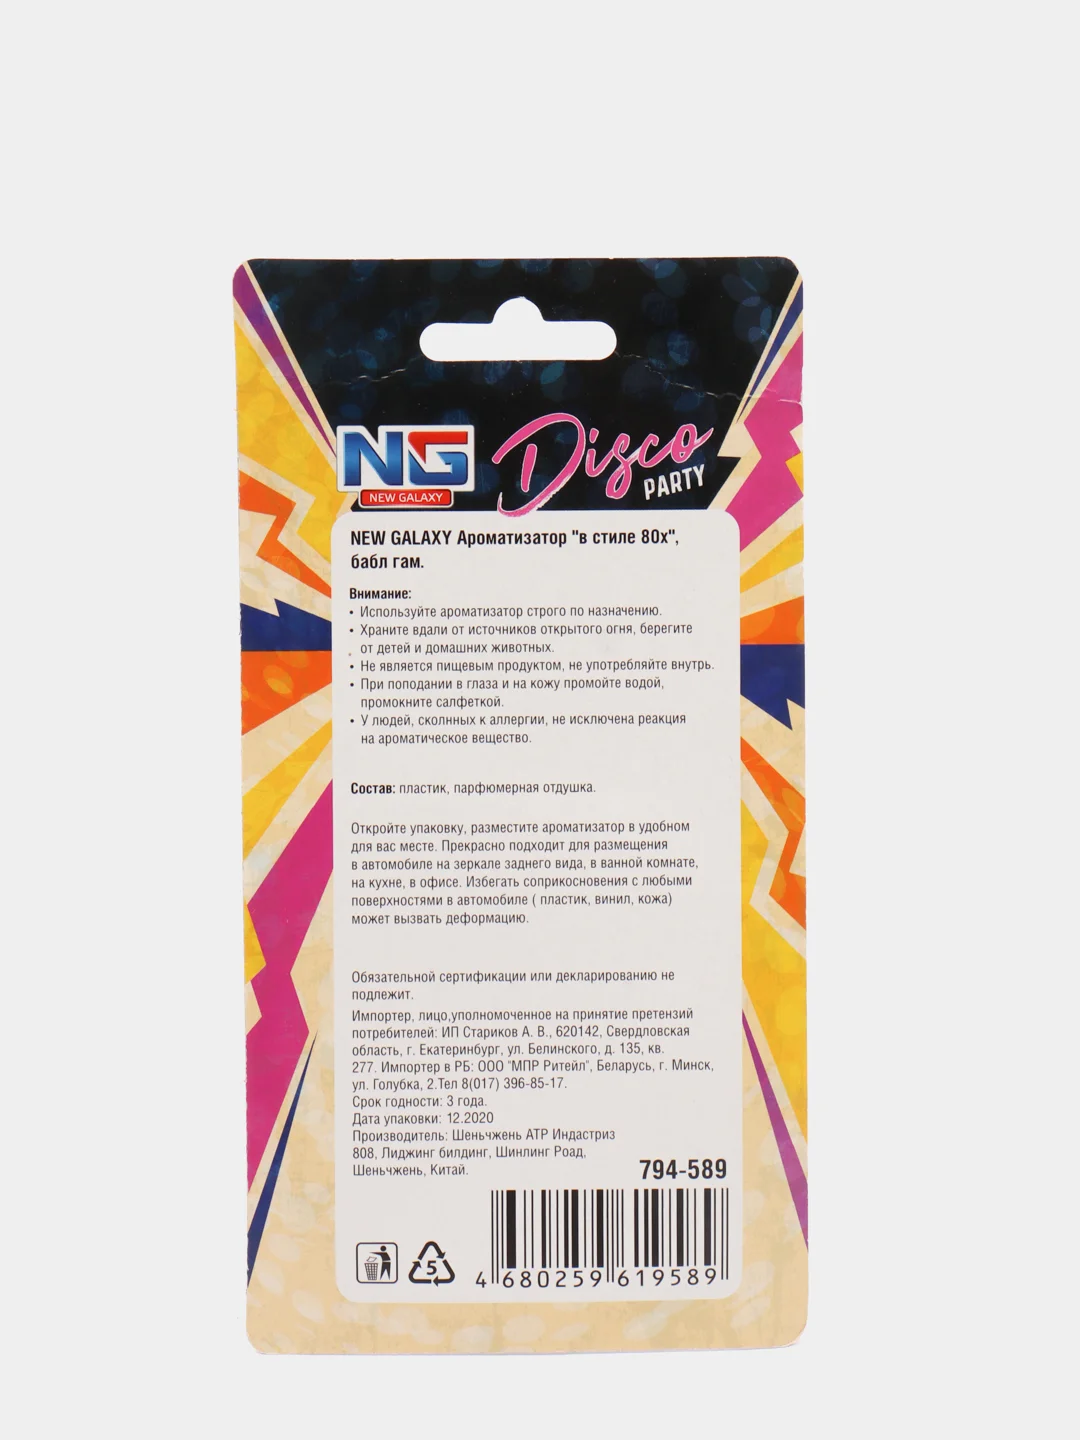 NG
NEW GALAXY
Disco
PARTY
NEW GALAXY Ароматизатор "в стиле 80х",
бабл гам.
Внимание:
• Используйте ароматизатор строго по назначению.
• Храните вдали от источников открытого огня, берегите
от детей и домашних животных.
• Не является пищевым продуктом, не употребляйте внутрь.
• При поподании в глаза и на кожу промойте водой,
промокните салфеткой.
• У людей, сколнных к аллергии, не исключена реакция
на ароматическое вещество.
Состав: пластик, парфюмерная отдушка.
Откройте упаковку, разместите ароматизатор в удобном
для вас месте. Прекрасно подходит для размещения
в автомобиле на зеркале заднего вида, в ванной комнате,
на кухне, в офисе. Избегать соприкосновения с любыми
поверхностями в автомобиле ( пластик, винил, кожа)
может вызвать деформацию.
Обязательной сертификации или декларированию не
подлежит.
Импортер, лицо,уполномоченное на принятие претензий
потребителей: ИП Стариков А. В., 620142, Свердловская
область, г. Екатеринбург, ул. Белинского, д. 135, кв.
277. Импортер в РБ: ООО "МПР Ритейл", Беларусь, г. Минск,
ул. Голубка, 2.Тел 8(017) 396-85-17.
Срок годности: 3 года.
Дата упаковки: 12.2020
Производитель: Шеньчжень АТР Индастриз
808, Лиджинг билдинг, Шинлинг Роад,
Шеньчжень, Китай.
794-589
5
4 680259 619589